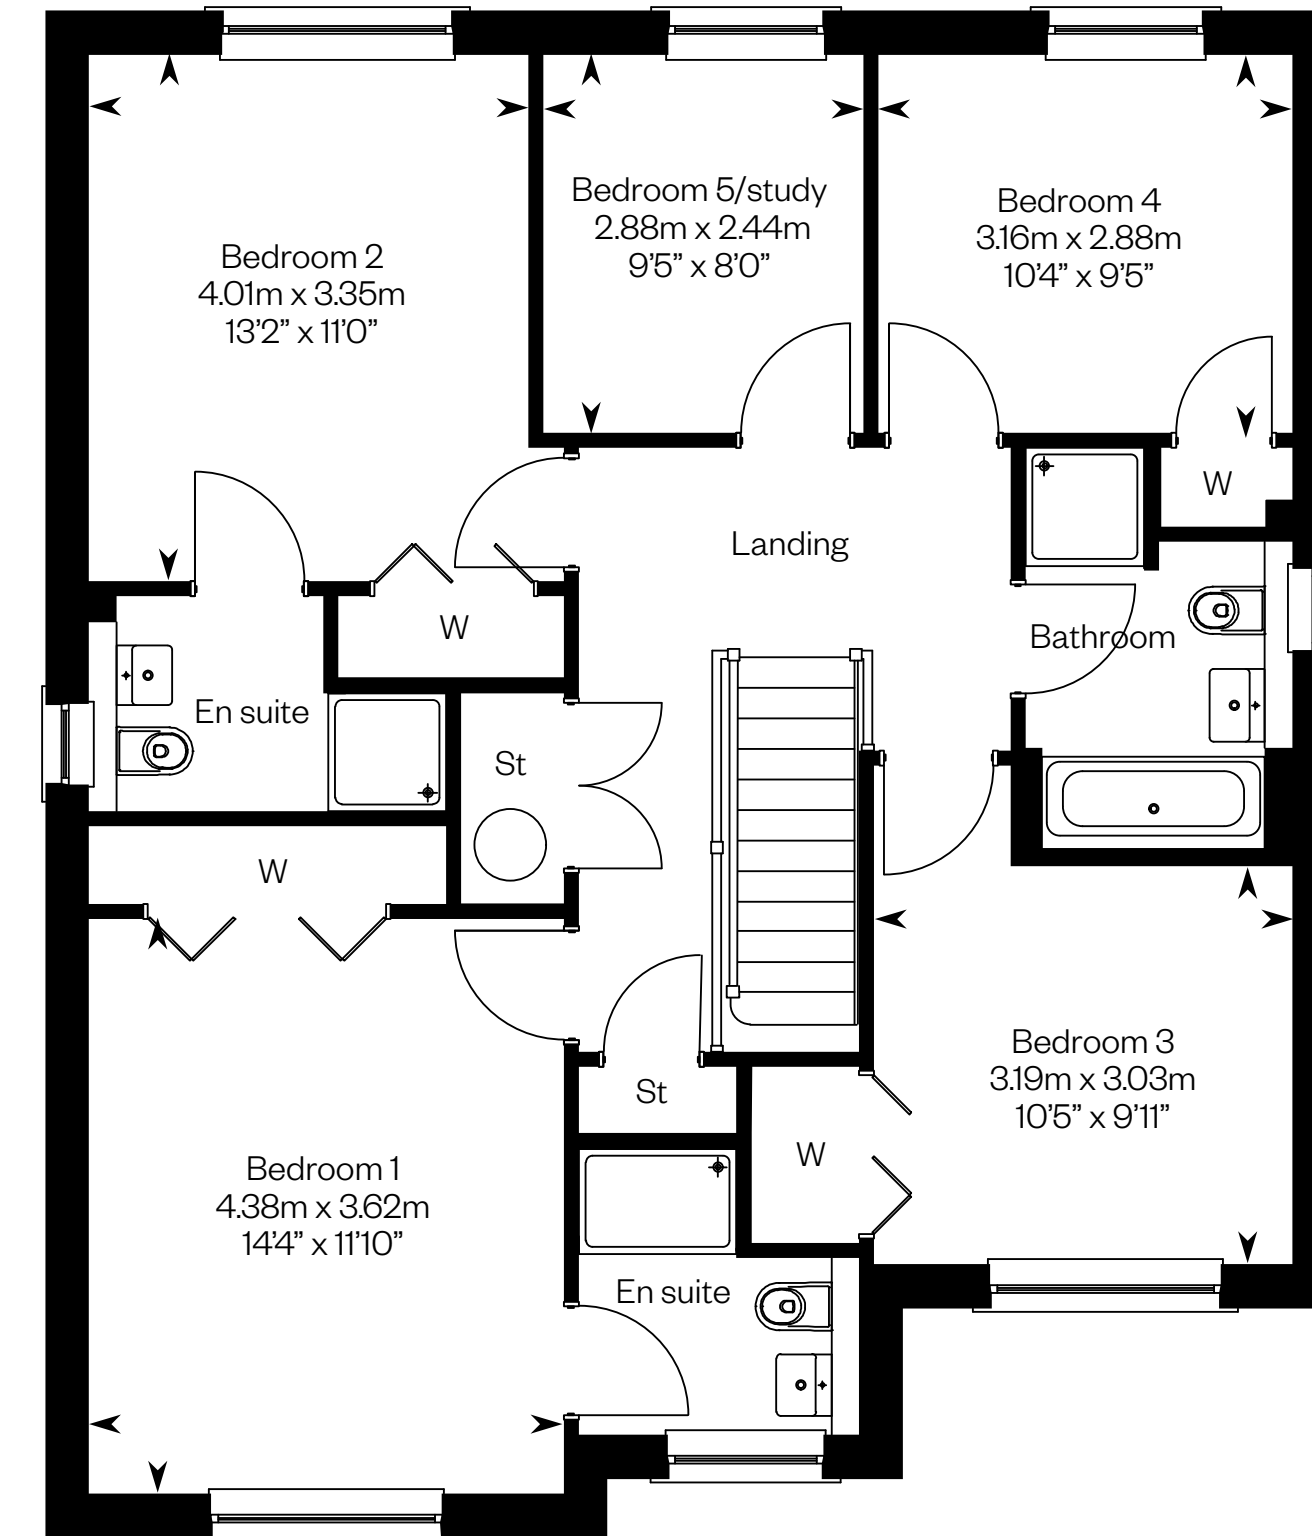 Bedroom 5/study
2.88m x 2.44m
9'5” x 8'0”
Bedroom 4
3.16m x 2.88m
10'4” x 9'5”
Bedroom 2
4.01m x 3.35m
13'2” x 11'0”
W
Landing
W
Bathroom
En suite
St
W
Bedroom 3
3.19m x 3.03m
10'5” x 9'11”
St
W
Bedroom 1
4.38m x 3.62m
14'4” x 11'10”
En suite